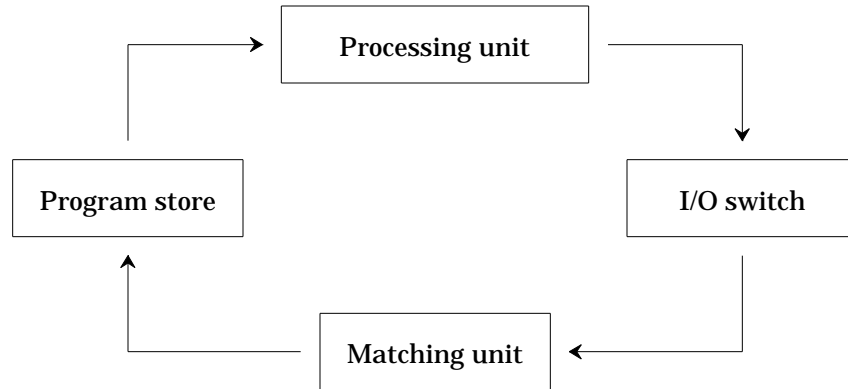 Processing unit
Program store
I/O switch
Matching unit